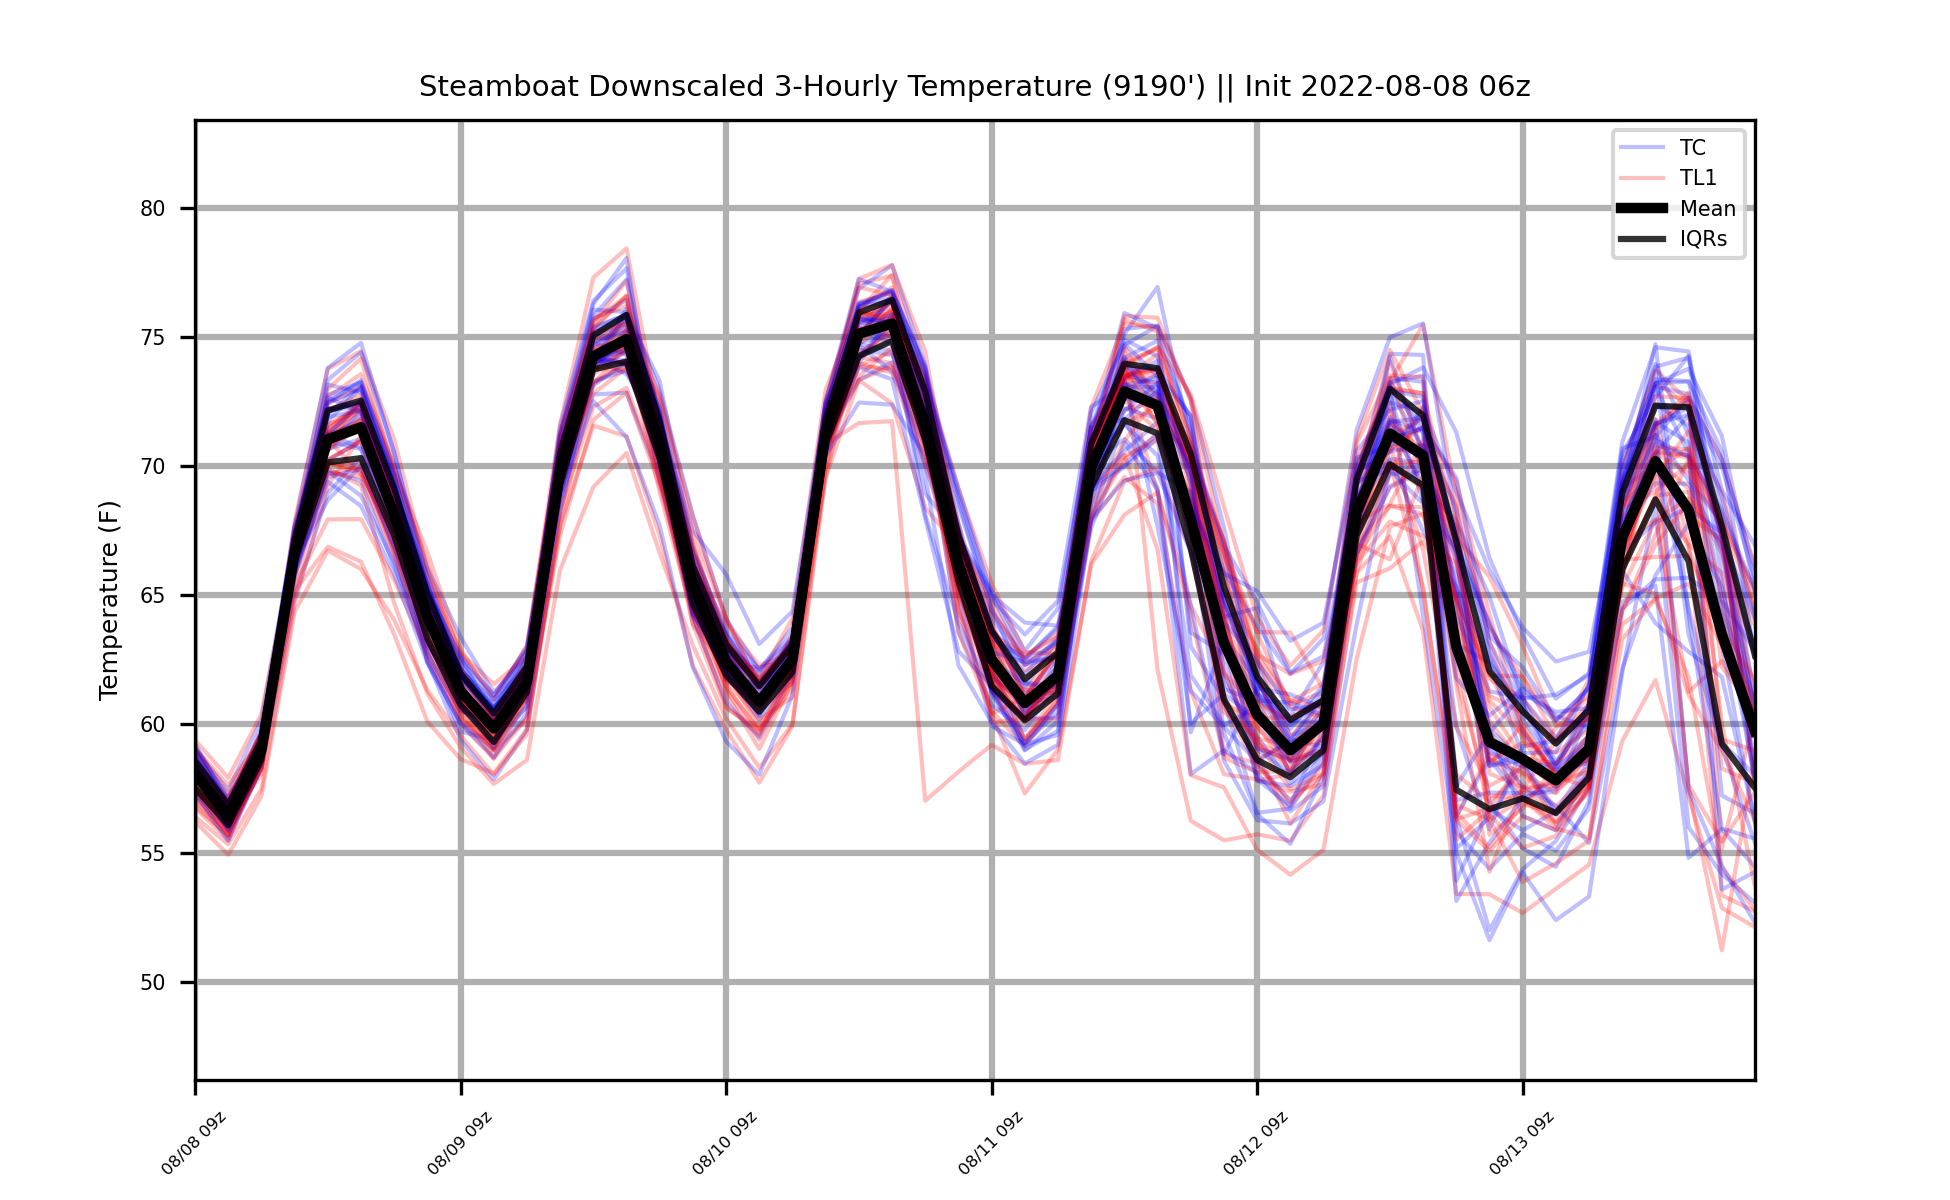 Steamboat Downscaled 3-Hourly Temperature (9190') || Init 2022-08-08 06z
TC
TL1
Mean
IQRs
Temperature (F)
80
75
70
65
60
55
50
08/08 09z
08/09 09z
08/10 09z
08/11 09z
08/12 09z
08/13 09z